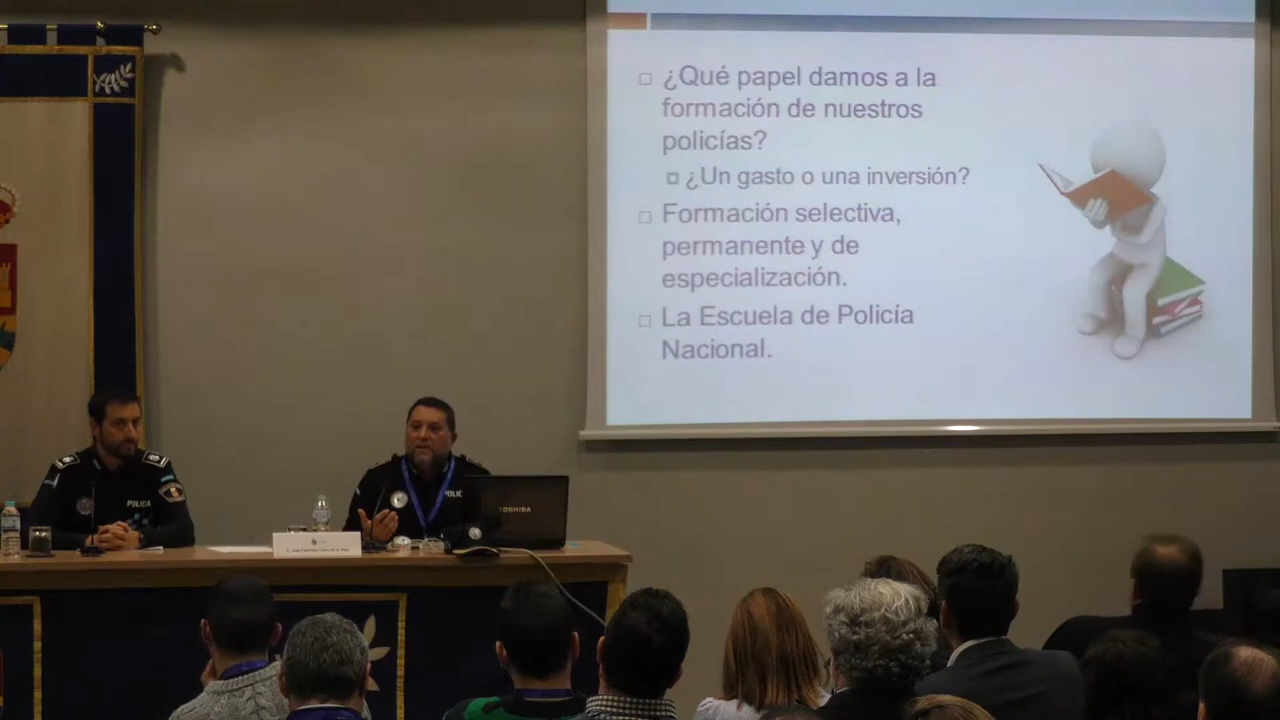 ¿Qué papel damos a la
formación de nuestros
policías?
¿Un gasto o una inversión?
Formación selectiva,
permanente y de
especialización.
La Escuela de Policía
Nacional.
POLICIA
POLIC
TOSHIBA